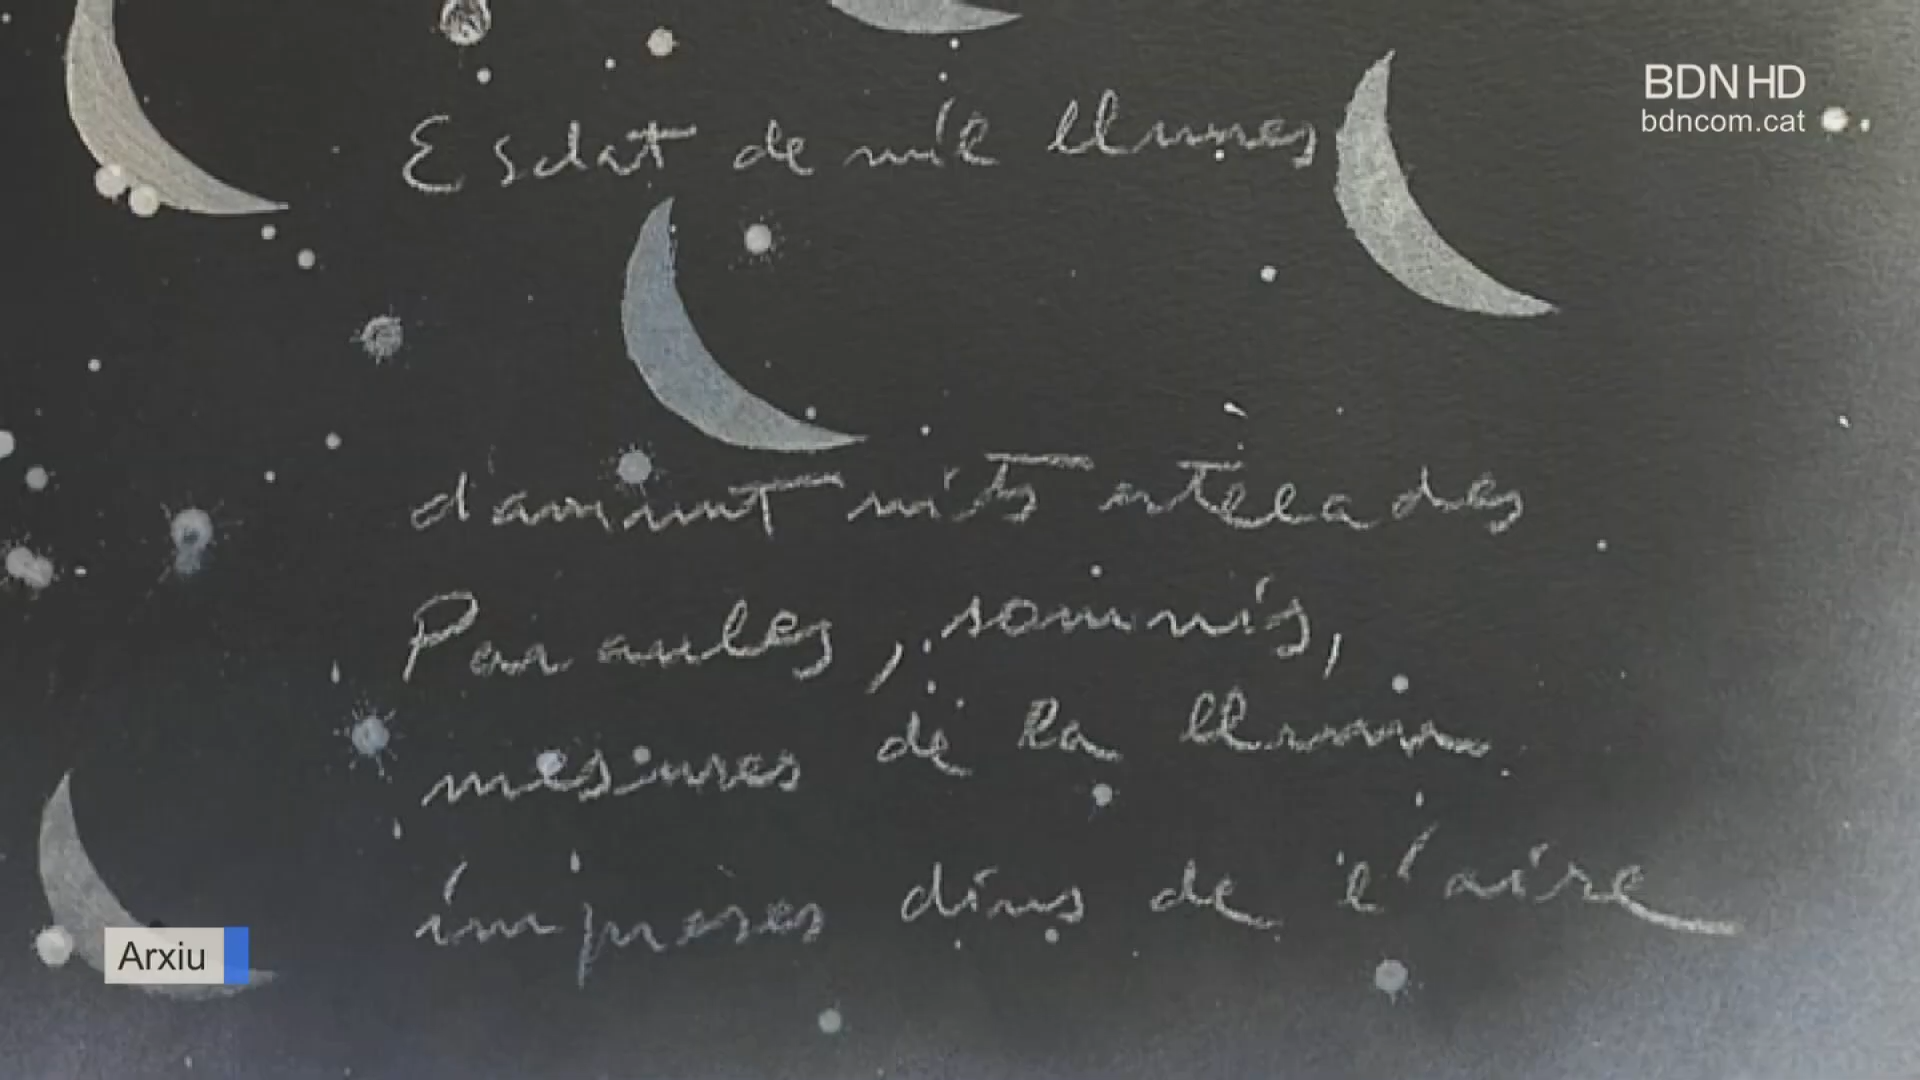 BDN HD
bdncom.cat
Esclat de mil llunes
damunt nits estelades
Paraules, somnis,
mesures de la llum
impreses dins de l'aire
Arxiu